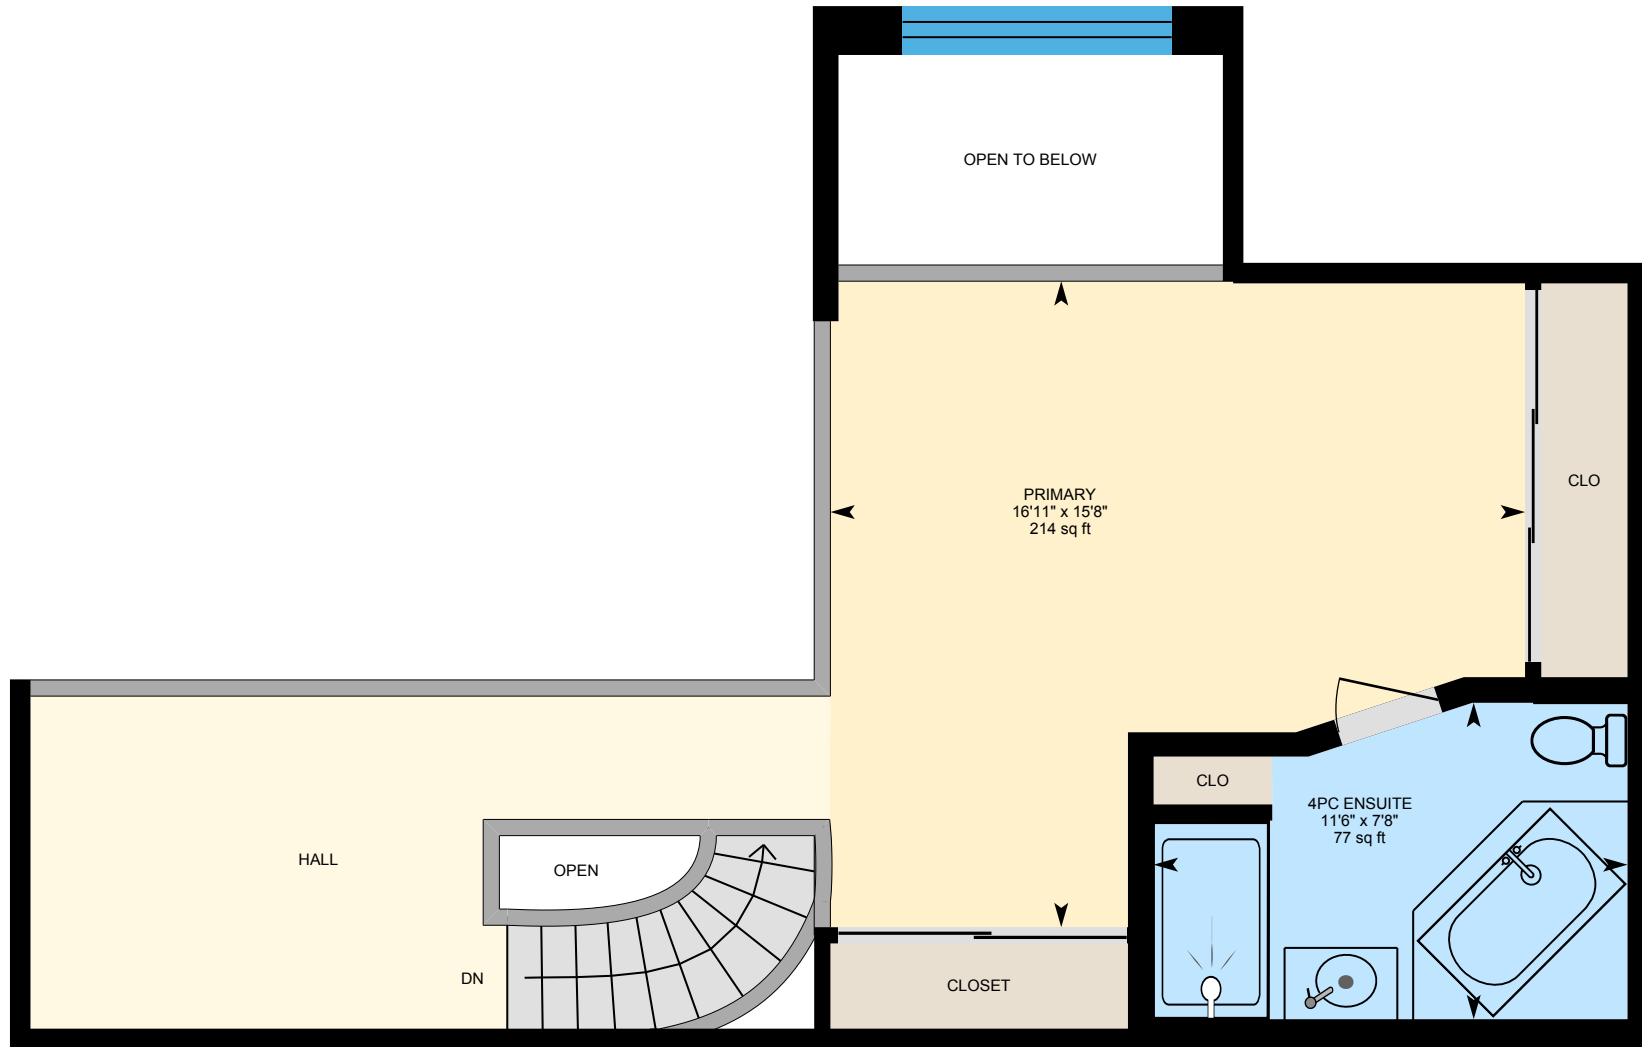 OPEN TO BELOW
PRIMARY
16'11" x 15'8"
214 sq ft
CLO
CLO
4PC ENSUITE
11'6" x 7'8"
77 sq ft
HALL
OPEN
DN
CLOSET